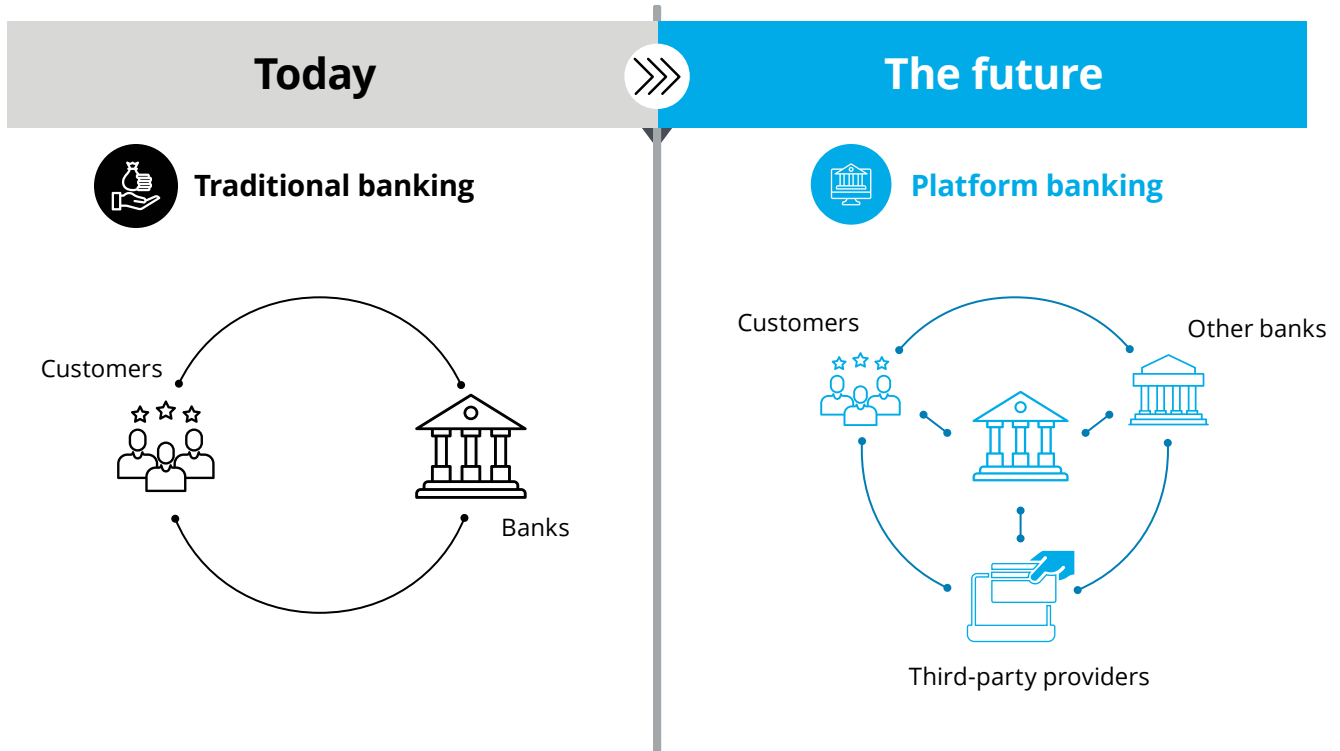 Today
The future
Traditional banking
Platform banking
Customers
Banks
Customers
Other banks
Third-party providers